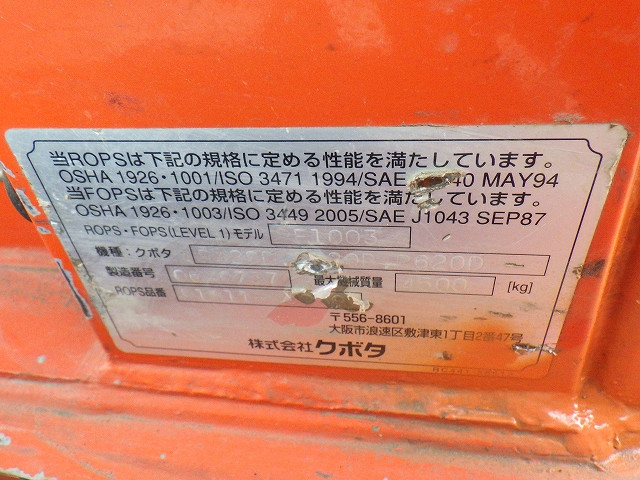 当ROPSは下記の規格に定める性能を満たしています。
OSHA 1926・1001/ISO 3471 1994/SAE 40 MAY94
当FOPSは下記の規格に定める性能を満たしています。
OSHA 1926・1003/ISO 3449 2005/SAE J1043 SEP87
ROPS・FOPS(LEVEL 1)モデル
機種：クボタ
製造番号 最大機械質量 [kg]
ROPS品番
〒556-8601
大阪市浪速区敷津東1丁目2番47号
株式会社クボタ